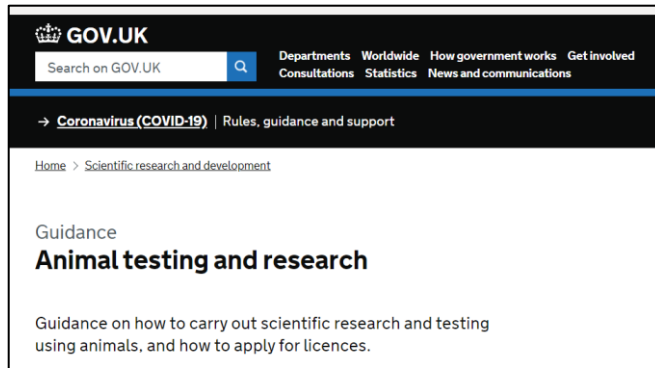 GOV.UK
Search on GOV.UK
Departments Worldwide How government works Get involved
Consultations Statistics News and communications
→ Coronavirus (COVID-19) | Rules, guidance and support
Home > Scientific research and development
Guidance
Animal testing and research
Guidance on how to carry out scientific research and testing
using animals, and how to apply for licences.